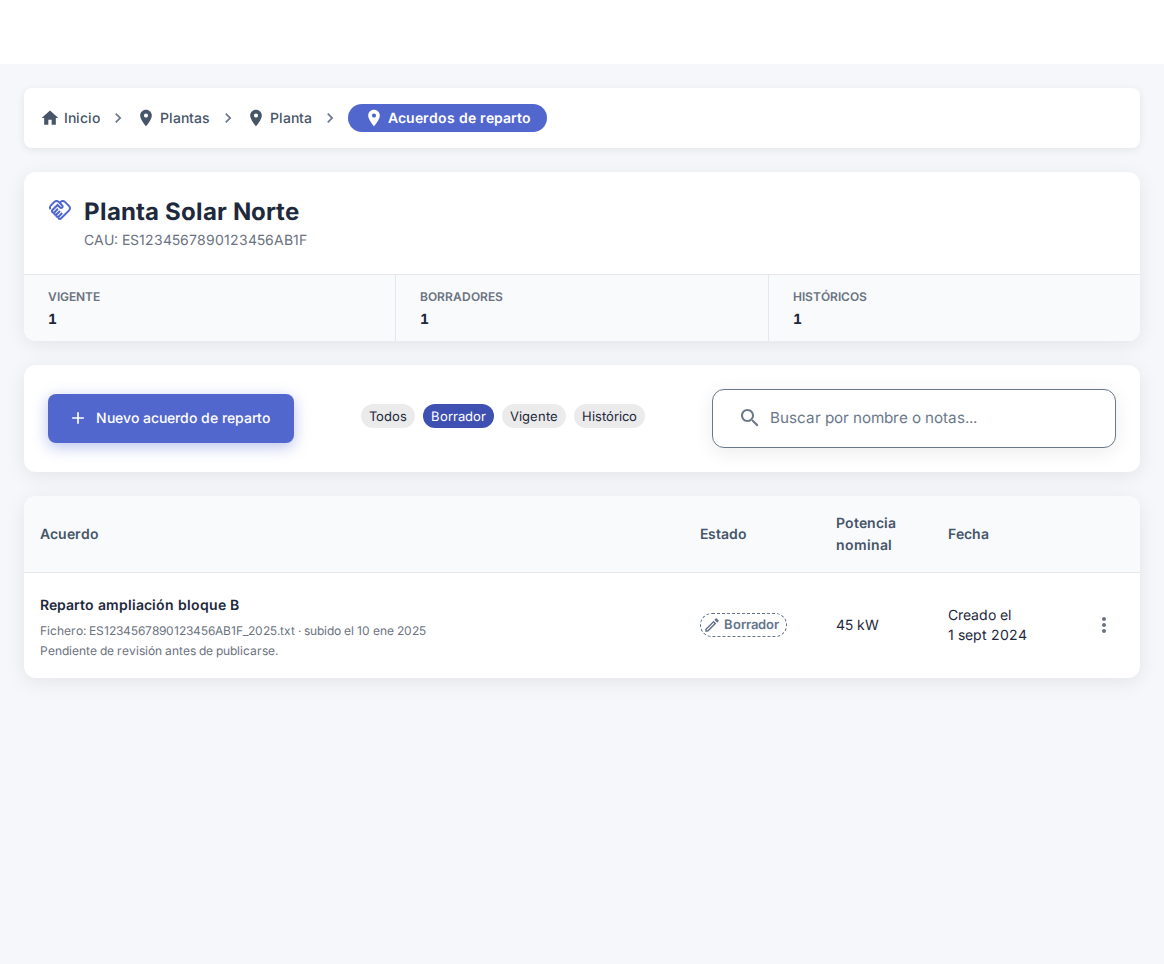 Inicio > Plantas > Planta > Acuerdos de reparto
Planta Solar Norte
CAU: ES1234567890123456AB1F
VIGENTE BORRADORES HISTÓRICOS
1 1 1
+ Nuevo acuerdo de reparto Todos Borrador Vigente Histórico Buscar por nombre o notas...
Acuerdo Estado Potencia nominal Fecha
Reparto ampliación bloque B
Fichero: ES1234567890123456AB1F_2025.txt · subido el 10 ene 2025
Pendiente de revisión antes de publicarse.
Borrador
45 kW
Creado el
1 sept 2024